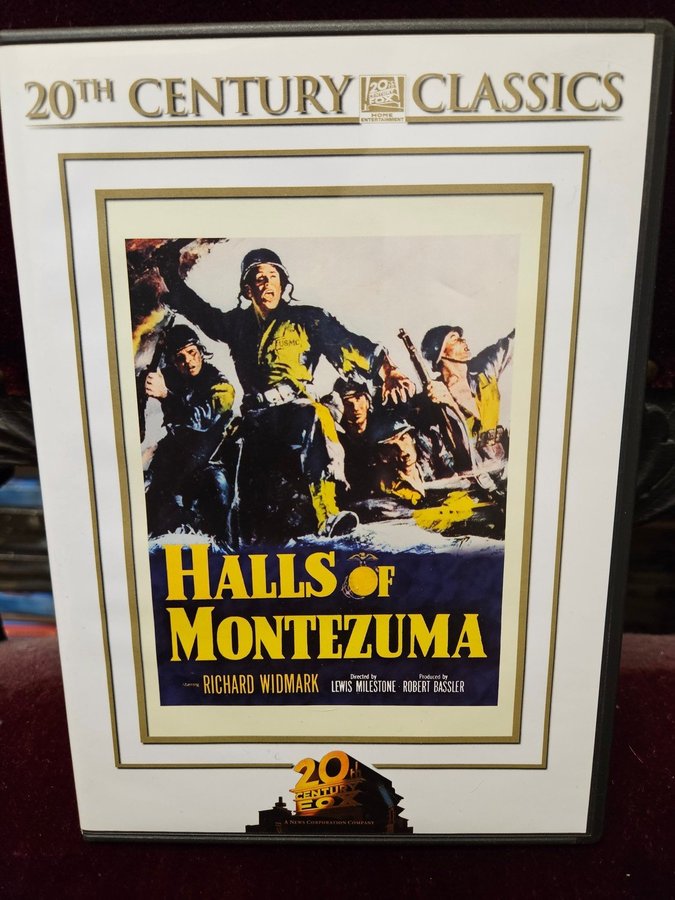 20TH CENTURY
20TH
CENTURY
FOX
HOME
ENTERTAINMENT
CLASSICS
USMC
HALLS OF
MONTEZUMA
starring RICHARD WIDMARK
Directed by
LEWIS MILESTONE
Produced by
ROBERT BASSLER
20th
CENTURY
FOX
A NEWS CORPORATION COMPANY